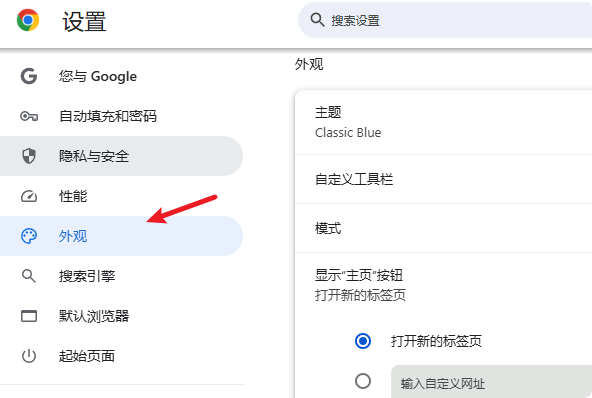 设置
搜索设置
您与 Google
自动填充和密码
隐私与安全
性能
外观
搜索引擎
默认浏览器
起始页面
外观
主题
Classic Blue
自定义工具栏
模式
显示“主页”按钮
打开新的标签页
打开新的标签页
输入自定义网址